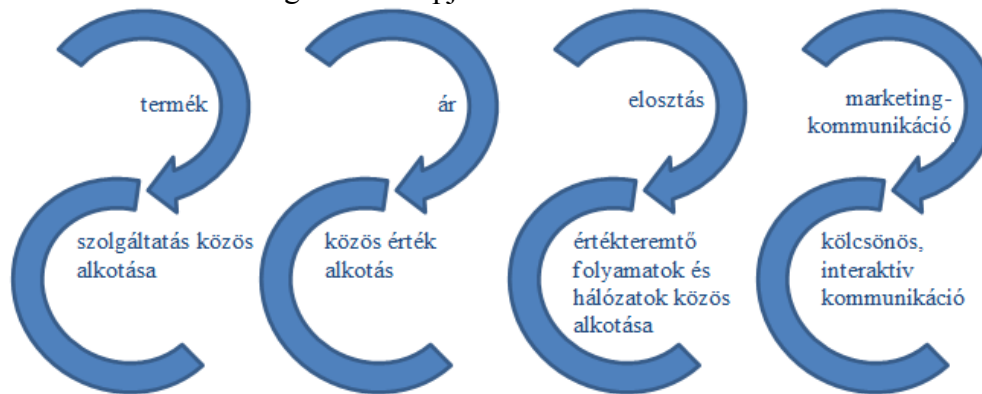 termék
ár
elosztás
marketing-
kommunikáció
szolgáltatás közös
alkotása
közös érték
alkotás
értékteremtő
folyamatok és
hálózatok közös
alkotása
kölcsönös,
interaktív
kommunikáció